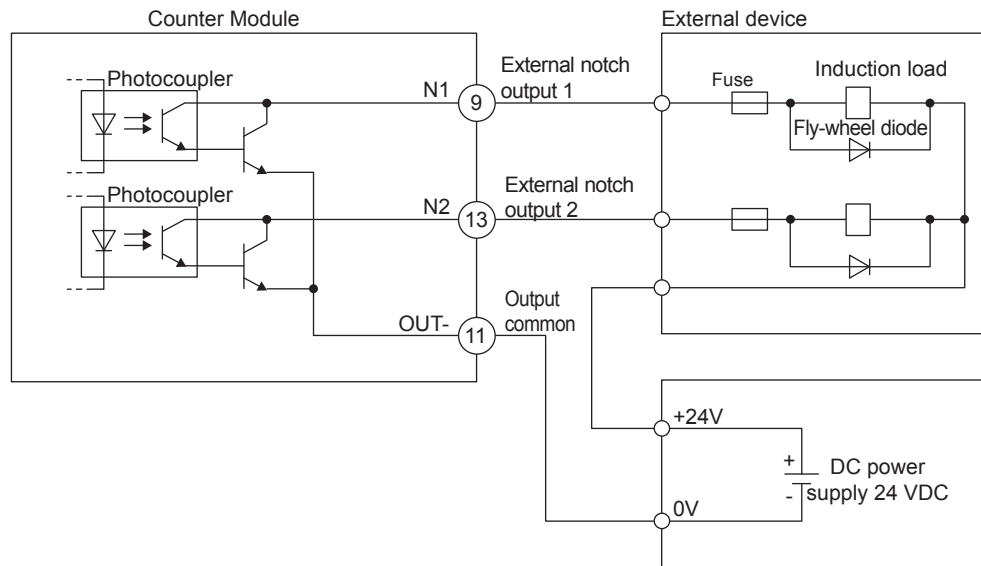 Counter Module
External device
Photocoupler
N1
9
External notch
output 1
Fuse
Induction load
Fly-wheel diode
Photocoupler
N2
13
External notch
output 2
OUT-
11
Output
common
+24V
+
-
DC power
supply 24 VDC
0V